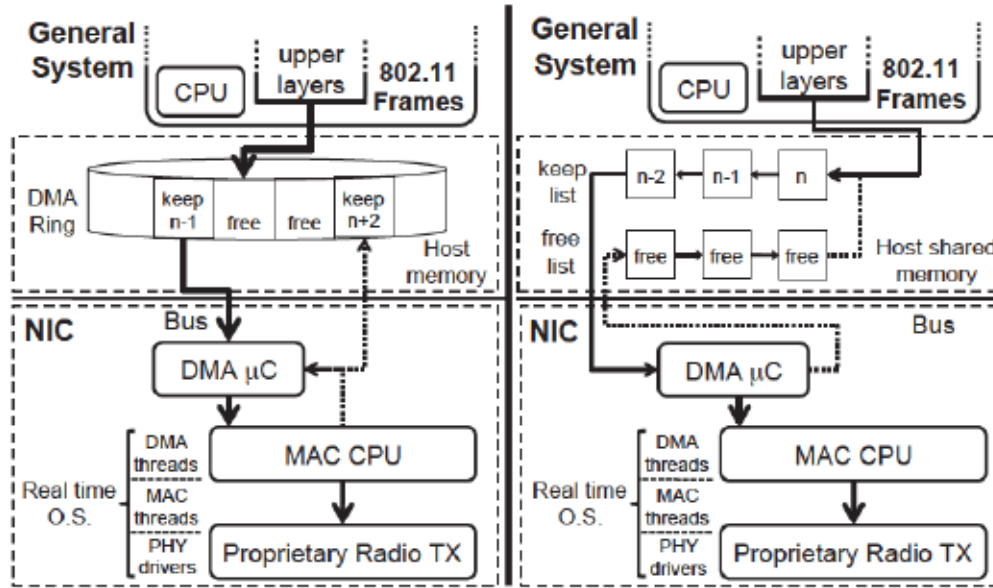 General
System
CPU
upper
layers
802.11
Frames
DMA
Ring
keep
n-1
free
free
keep
n+2
Host
memory
NIC
Bus
DMA μC
MAC CPU
Proprietary Radio TX
Real time
O.S.
DMA
threads
MAC
threads
PHY
drivers
General
System
CPU
upper
layers
802.11
Frames
keep
list
n-2
n-1
n
free
list
free
free
free
Host shared
memory
NIC
Bus
DMA μC
MAC CPU
Proprietary Radio TX
Real time
O.S.
DMA
threads
MAC
threads
PHY
drivers